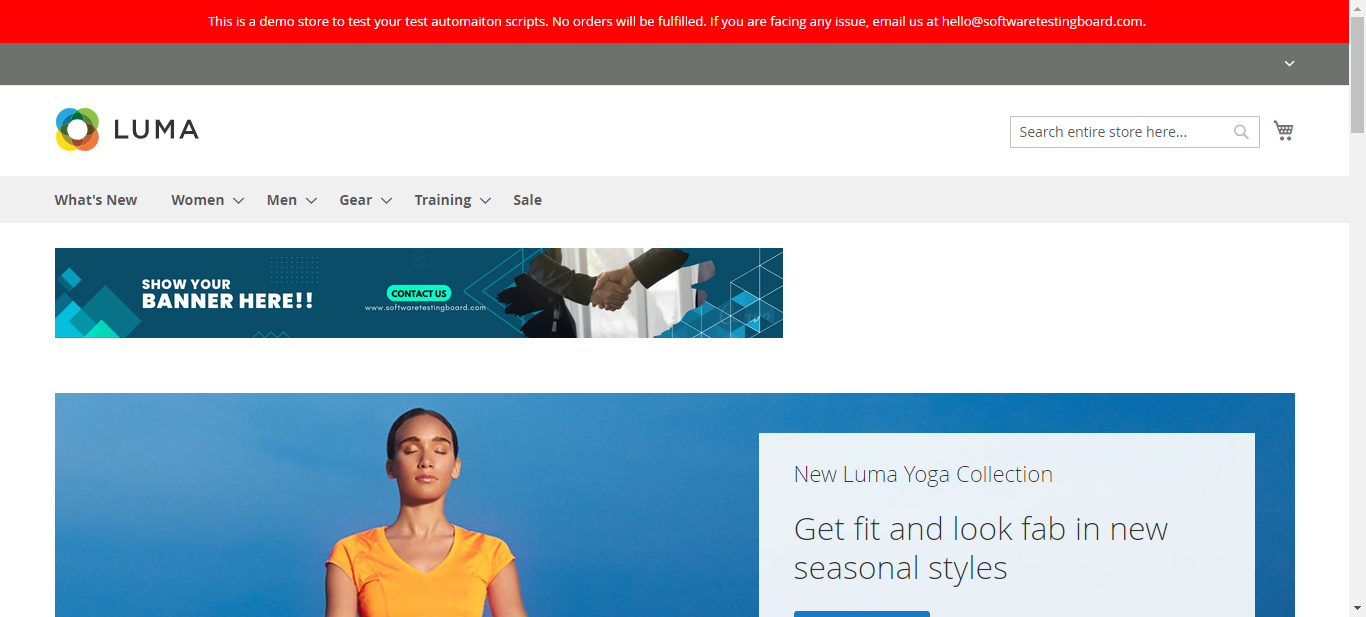 This is a demo store to test your test automaiton scripts. No orders will be fulfilled. If you are facing any issue, email us at hello@softwaretestingboard.com.
LUMA
Search entire store here...
What's New Women Men Gear Training Sale
SHOW YOUR
BANNER HERE!!
CONTACT US
www.softwaretestingboard.com
New Luma Yoga Collection
Get fit and look fab in new
seasonal styles